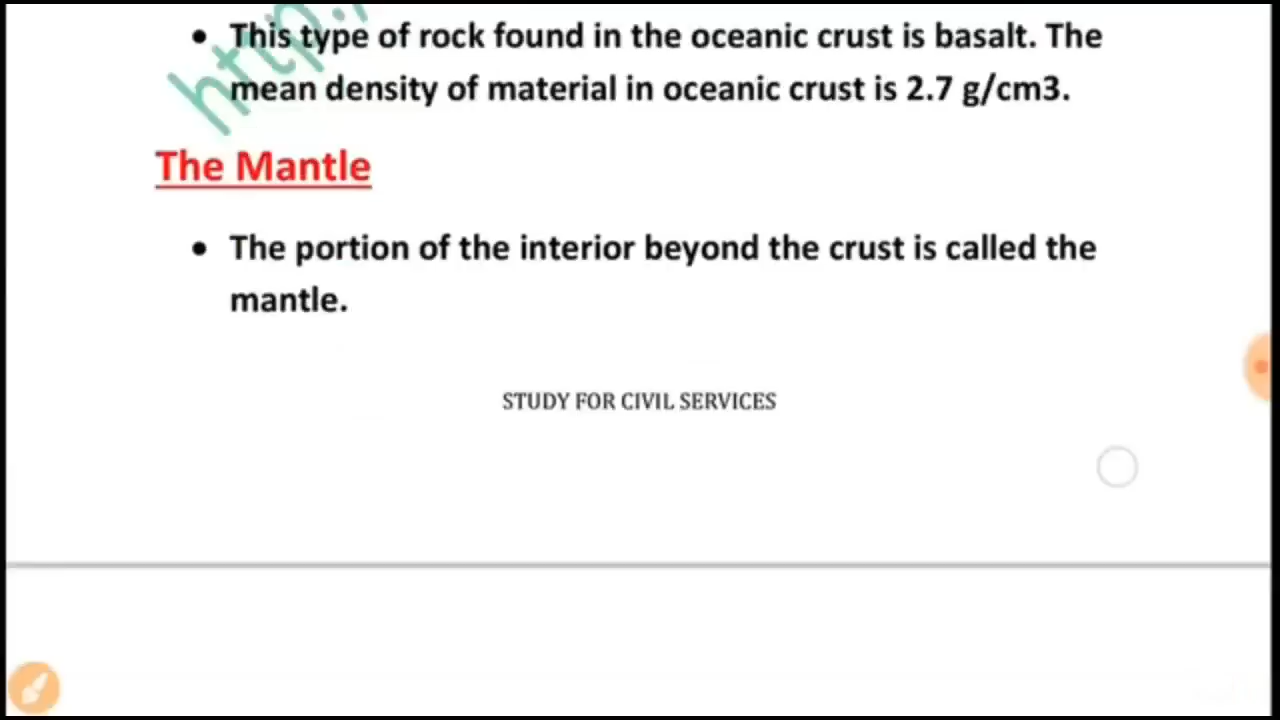 • This type of rock found in the oceanic crust is basalt. The
mean density of material in oceanic crust is 2.7 g/cm3.
The Mantle
• The portion of the interior beyond the crust is called the
mantle.
STUDY FOR CIVIL SERVICES
http:/